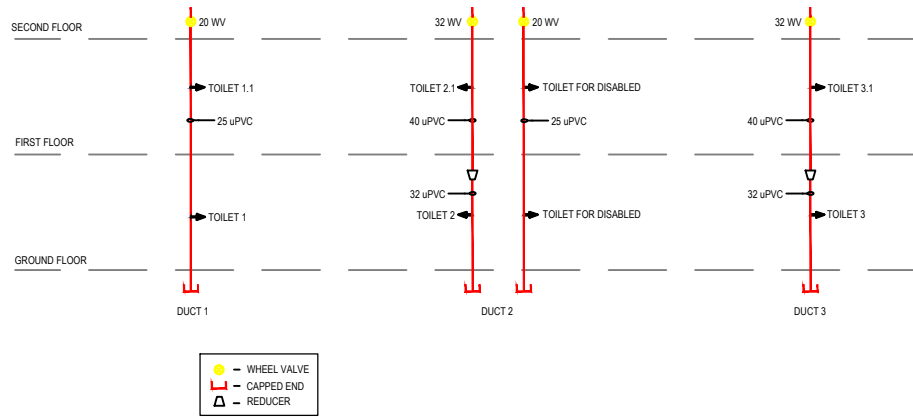 SECOND FLOOR
20 WV
32 WV
20 WV
32 WV
TOILET 1.1
TOILET 2.1
TOILET FOR DISABLED
TOILET 3.1
25 uPVC
40 uPVC
25 uPVC
40 uPVC
FIRST FLOOR
32 uPVC
32 uPVC
TOILET 1
TOILET 2
TOILET FOR DISABLED
TOILET 3
GROUND FLOOR
DUCT 1
DUCT 2
DUCT 3
– WHEEL VALVE
– CAPPED END
– REDUCER